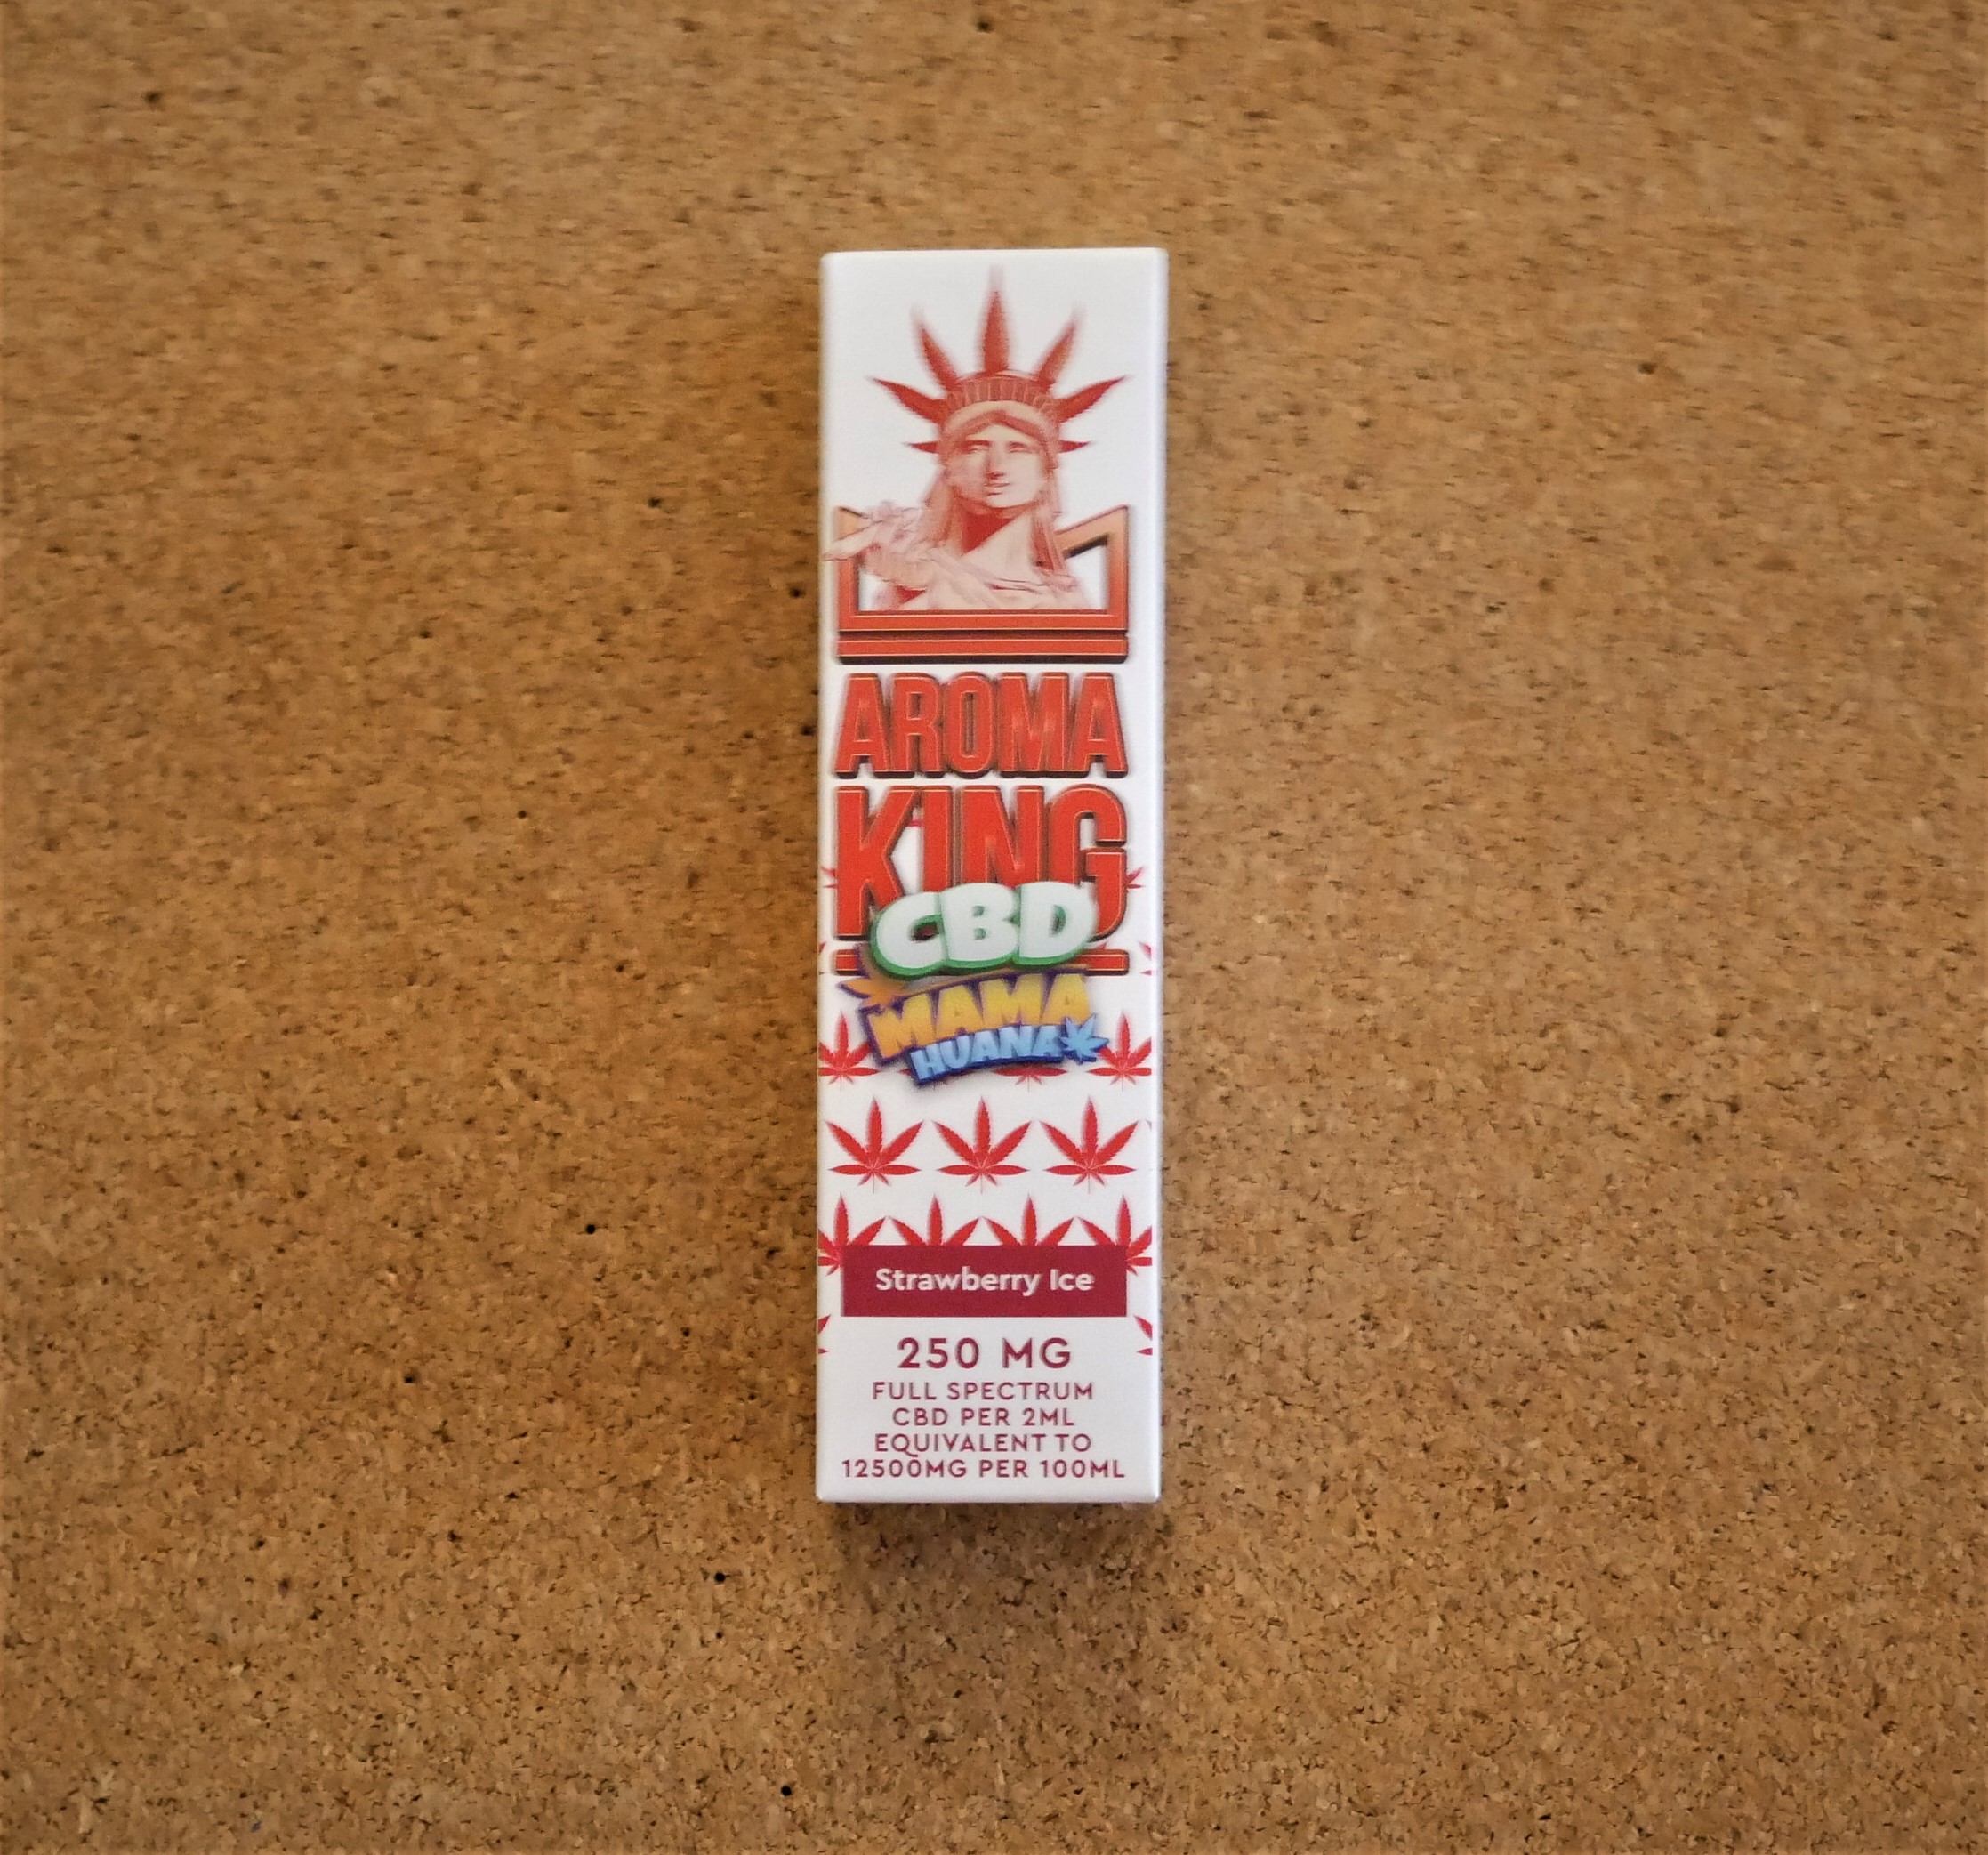 AROMA
KING
CBD
MAMA
HUANA
Strawberry Ice
250 MG
FULL SPECTRUM
CBD PER 2ML
EQUIVALENT TO
12500MG PER 100ML